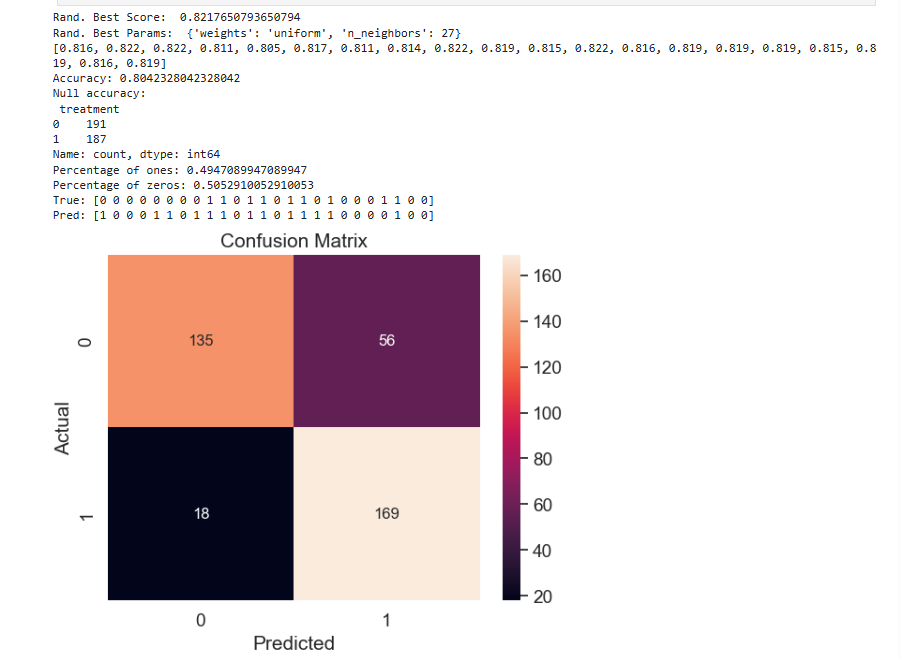 Rand. Best Score:  0.8217650793650794
Rand. Best Params:  {'weights': 'uniform', 'n_neighbors': 27}
[0.816, 0.822, 0.822, 0.811, 0.805, 0.817, 0.811, 0.814, 0.822, 0.819, 0.815, 0.822, 0.816, 0.819, 0.819, 0.819, 0.815, 0.8
19, 0.816, 0.819]
Accuracy: 0.8042328042328042
Null accuracy:
 treatment
0    191
1    187
Name: count, dtype: int64
Percentage of ones: 0.4947089947089947
Percentage of zeros: 0.5052910052910053
True: [0 0 0 0 0 0 0 0 1 1 0 1 1 0 1 1 0 1 0 0 0 1 1 0 0]
Pred: [1 0 0 0 1 1 0 1 1 1 0 1 1 0 1 1 1 1 0 0 0 0 1 0 0]
Confusion Matrix
160
0
135
56
140
120
100
Actual
80
1
18
169
60
40
20
0
1
Predicted